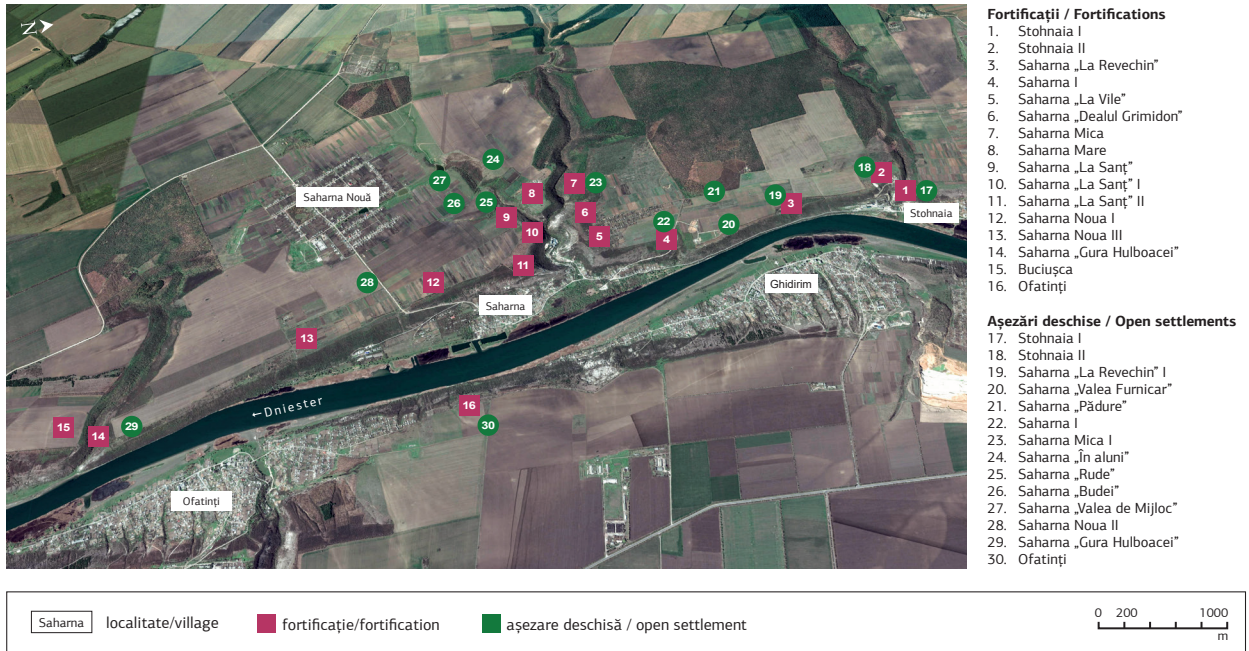 N
24
27
26
25
8
7
23
6
9
10
5
11
22
4
21
20
19
3
18
2
1
17
Stohnaia
Saharna Nouă
28
12
Saharna
Ghidirim
13
←Dniester
16
30
15
14
29
Ofatinți
Fortificații / Fortifications
1. Stohnaia I
2. Stohnaia II
3. Saharna „La Revechin”
4. Saharna I
5. Saharna „La Vile”
6. Saharna „Dealul Grimidon”
7. Saharna Mica
8. Saharna Mare
9. Saharna „La Sanț”
10. Saharna „La Sanț” I
11. Saharna „La Sanț” II
12. Saharna Noua I
13. Saharna Noua III
14. Saharna „Gura Hulboacei”
15. Buciușca
16. Ofatinți
Așezări deschise / Open settlements
17. Stohnaia I
18. Stohnaia II
19. Saharna „La Revechin” I
20. Saharna „Valea Furnicar”
21. Saharna „Pădure”
22. Saharna I
23. Saharna Mica I
24. Saharna „În aluni”
25. Saharna „Rude”
26. Saharna „Budei”
27. Saharna „Valea de Mijloc”
28. Saharna Noua II
29. Saharna „Gura Hulboacei”
30. Ofatinți
Saharna localitate/village
fortificație/fortification
așezare deschisă / open settlement
0 200 1000
m